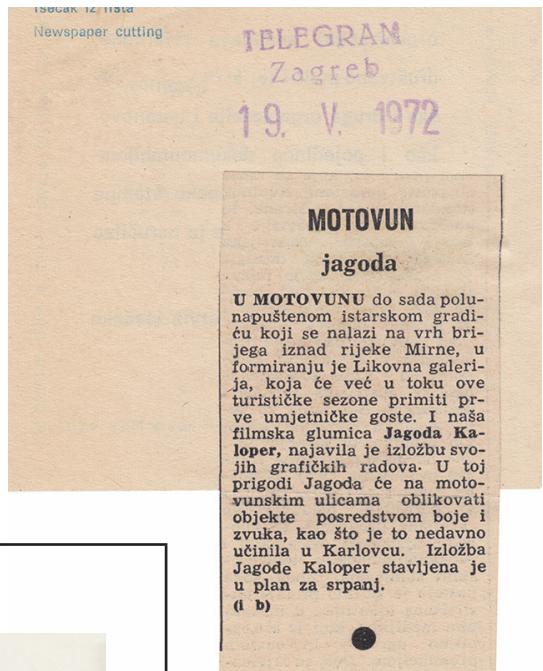 Isečak iz lista
Newspaper cutting
TELEGRAM
Zagreb
19. V. 1972
MOTOVUN
jagoda
U MOTOVUNU do sada polu-
napuštenom istarskom gradi-
ću koji se nalazi na vrh bri-
jega iznad rijeke Mirne, u
formiranju je Likovna galeri-
ja, koja će već u toku ove
turističke sezone primiti pr-
ve umjetničke goste. I naša
filmska glumica Jagoda Ka-
loper, najavila je izložbu svo-
jih grafičkih radova. U toj
prigodi Jagoda će na moto-
vunskim ulicama oblikovati
objekte posredstvom boje i
zvuka, kao što je to nedavno
učinila u Karlovcu. Izložba
Jagode Kaloper stavljena je
u plan za srpanj.
(i b)